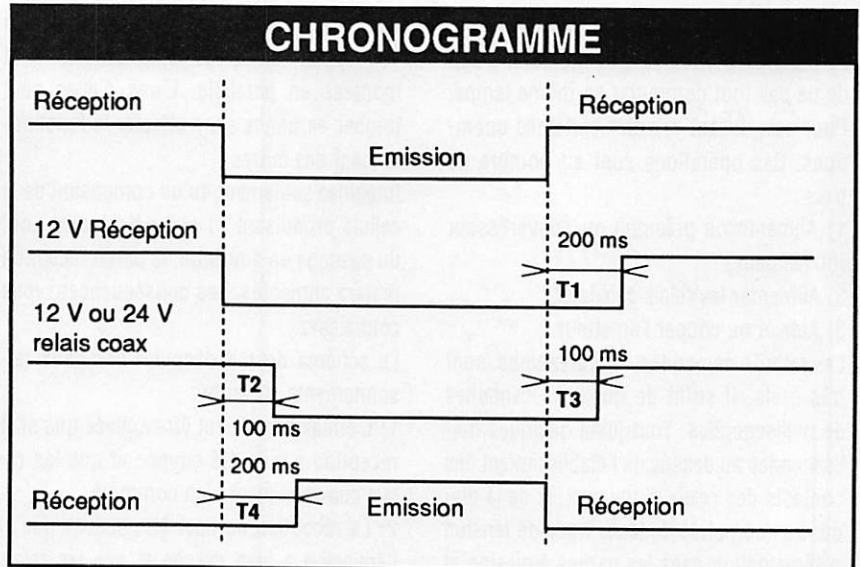 CHRONOGRAMME
Réception
Réception
Emission
12 V Réception
200 ms
T1
12 V ou 24 V
relais coax
100 ms
T2
T3
100 ms
200 ms
Réception
T4
Emission
Réception